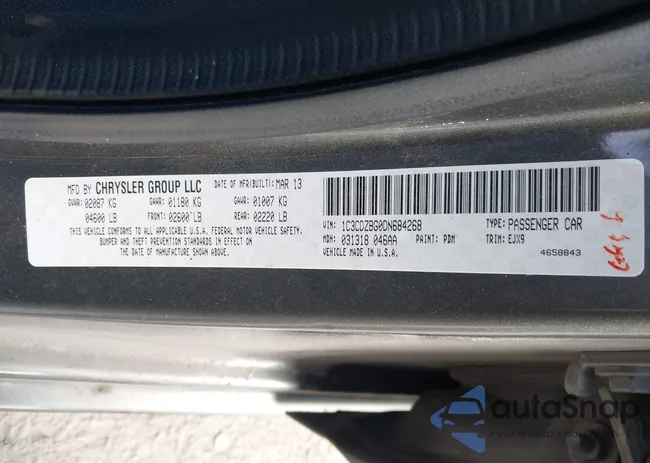 MFD BY CHRYSLER GROUP LLC DATE OF MFR(BUILT): MAR 13
GVWR: 02087 KG GAWR: 01180 KG GAWR: 01007 KG
04600 LB FRONT: 02600 LB REAR: 02220 LB
THIS VEHICLE CONFORMS TO ALL APPLICABLE U.S.A. FEDERAL MOTOR VEHICLE SAFETY,
BUMPER AND THEFT PREVENTION STANDARDS IN EFFECT ON
THE DATE OF MANUFACTURE SHOWN ABOVE.
VIN: 1C3CDZBG0DN684268 TYPE: PASSENGER CAR
MDH: 031318 046AA PAINT: PDM TRIM: EJX9
VEHICLE MADE IN U.S.A. 4658843
autoSnap